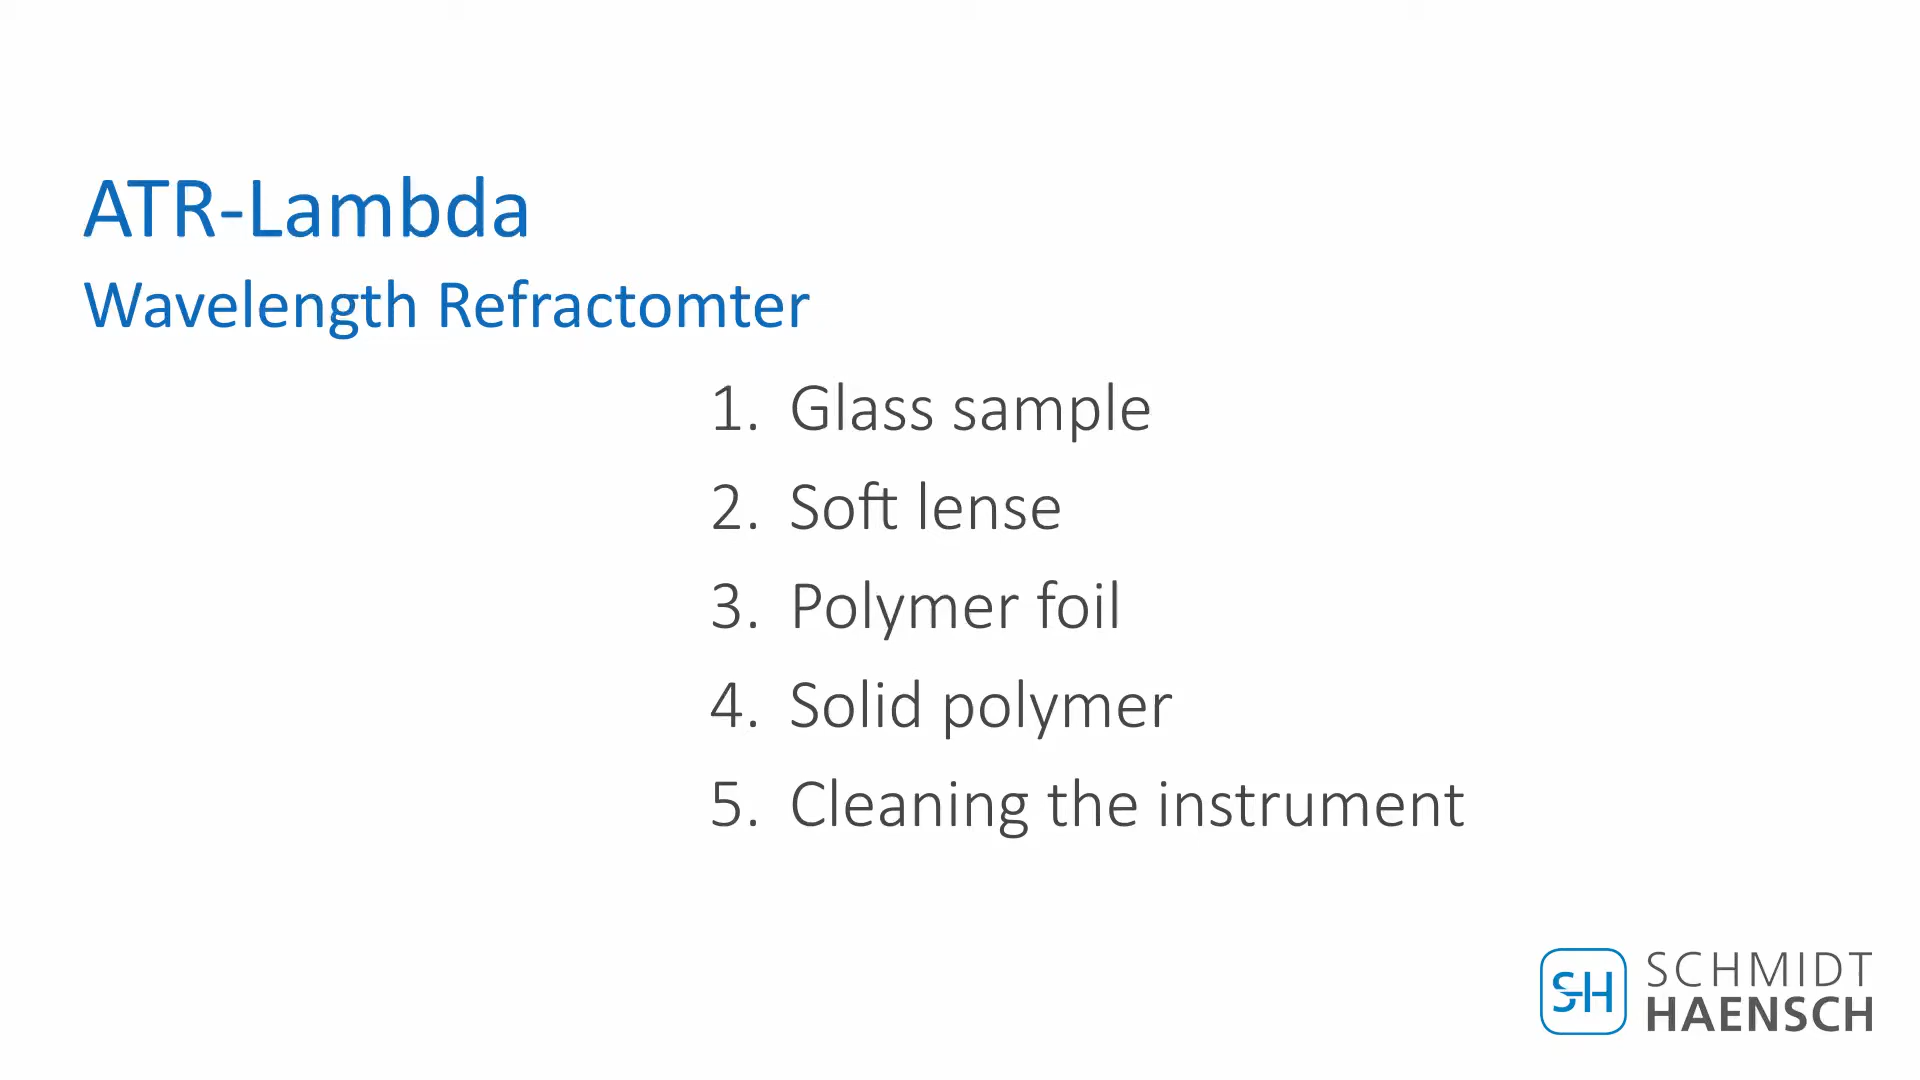 ATR-Lambda
Wavelength Refractomter
1. Glass sample
2. Soft lense
3. Polymer foil
4. Solid polymer
5. Cleaning the instrument
SH
SCHMIDT
HAENSCH